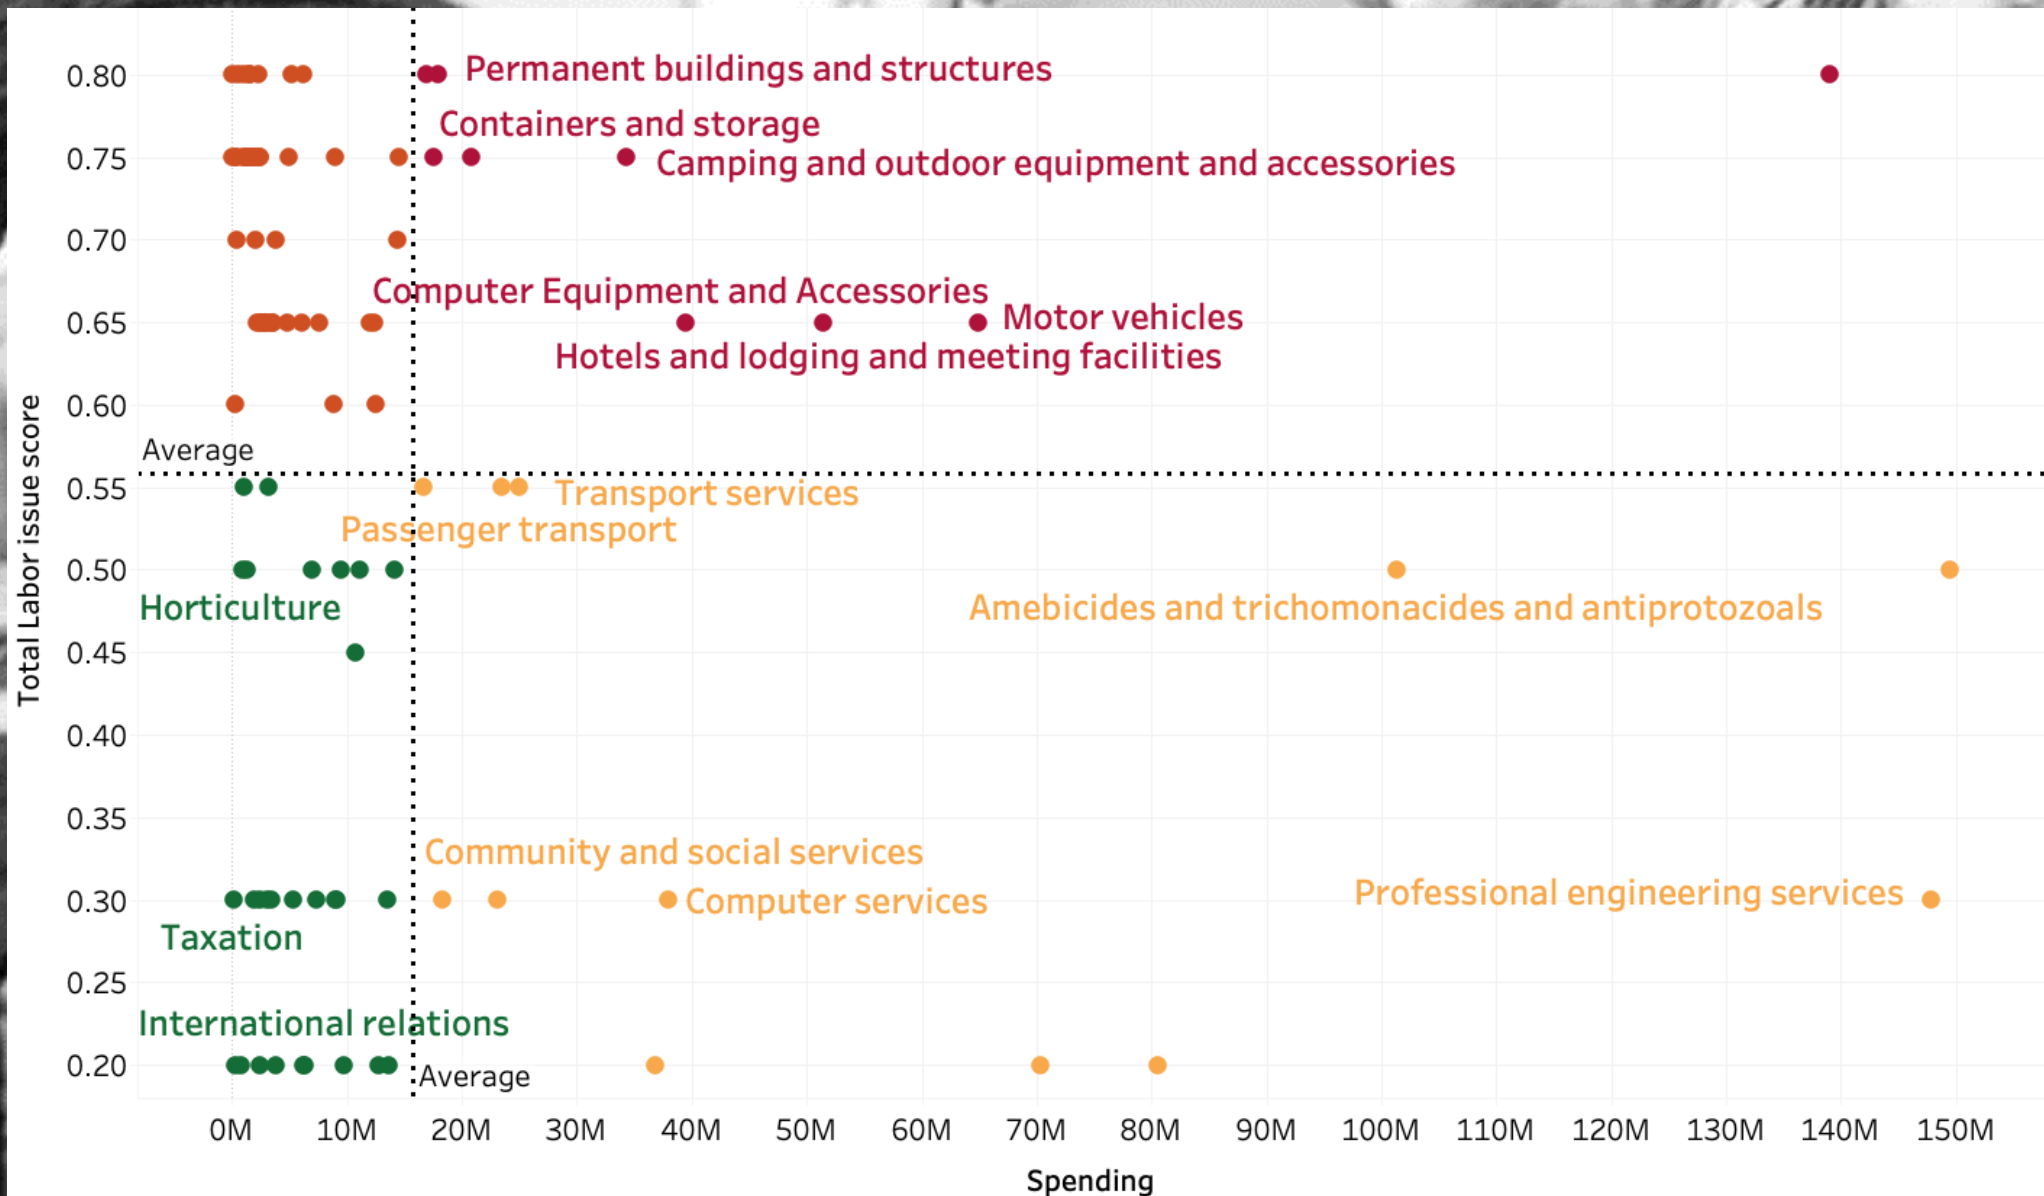 0.80
Permanent buildings and structures
Containers and storage
0.75
Camping and outdoor equipment and accessories
0.70
Computer Equipment and Accessories
0.65
Motor vehicles
Hotels and lodging and meeting facilities
0.60
Average
0.55
Transport services
Passenger transport
0.50
Horticulture
Amebicides and trichomonacides and antiprotozoals
0.45
0.40
0.35
Community and social services
0.30
Computer services
Professional engineering services
Taxation
0.25
International relations
0.20
Average
Total Labor issue score
0M 10M 20M 30M 40M 50M 60M 70M 80M 90M 100M 110M 120M 130M 140M 150M
Spending